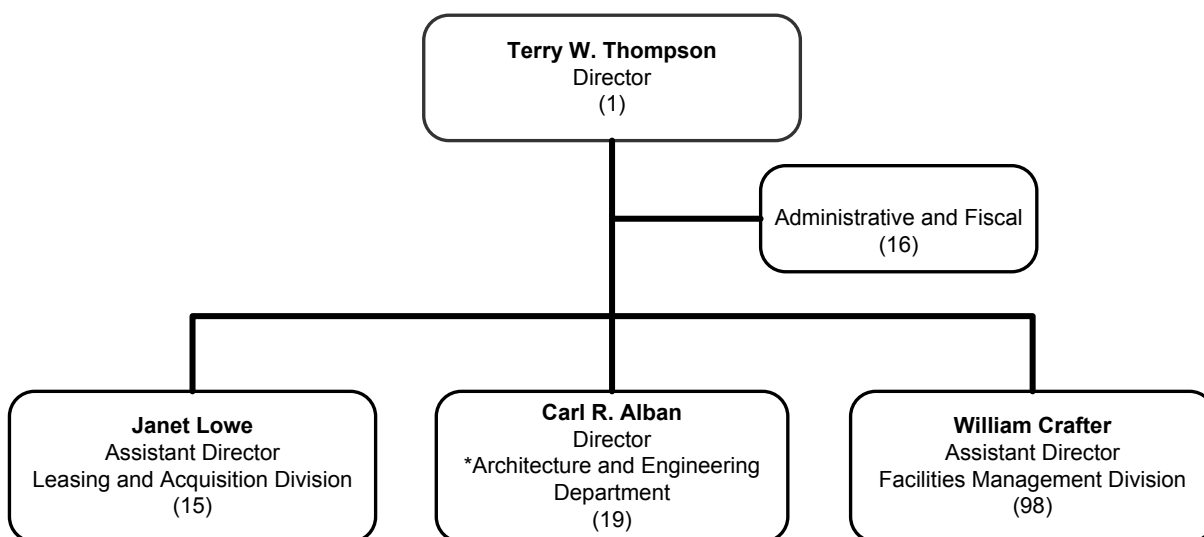 Terry W. Thompson
Director
(1)
Administrative and Fiscal
(16)
Janet Lowe
Assistant Director
Leasing and Acquisition Division
(15)
Carl R. Alban
Director
*Architecture and Engineering
Department
(19)
William Crafter
Assistant Director
Facilities Management Division
(98)